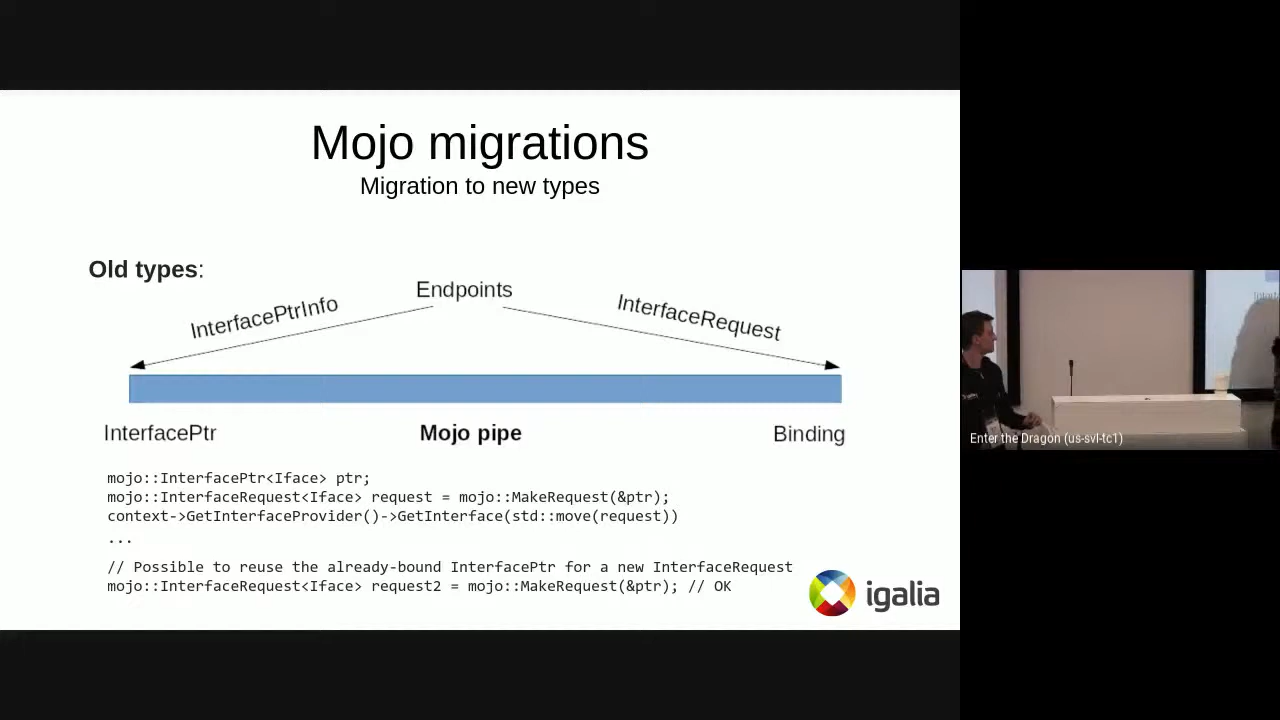 Mojo migrations
Migration to new types
Old types:
Endpoints
InterfacePtrInfo
InterfaceRequest
InterfacePtr
Mojo pipe
Binding
mojo::InterfacePtr<Iface> ptr;
mojo::InterfaceRequest<Iface> request = mojo::MakeRequest(&ptr);
context->GetInterfaceProvider()->GetInterface(std::move(request))
...
// Possible to reuse the already-bound InterfacePtr for a new InterfaceRequest
mojo::InterfaceRequest<Iface> request2 = mojo::MakeRequest(&ptr); // OK
igalia
Enter the Dragon (us-svl-tc1)